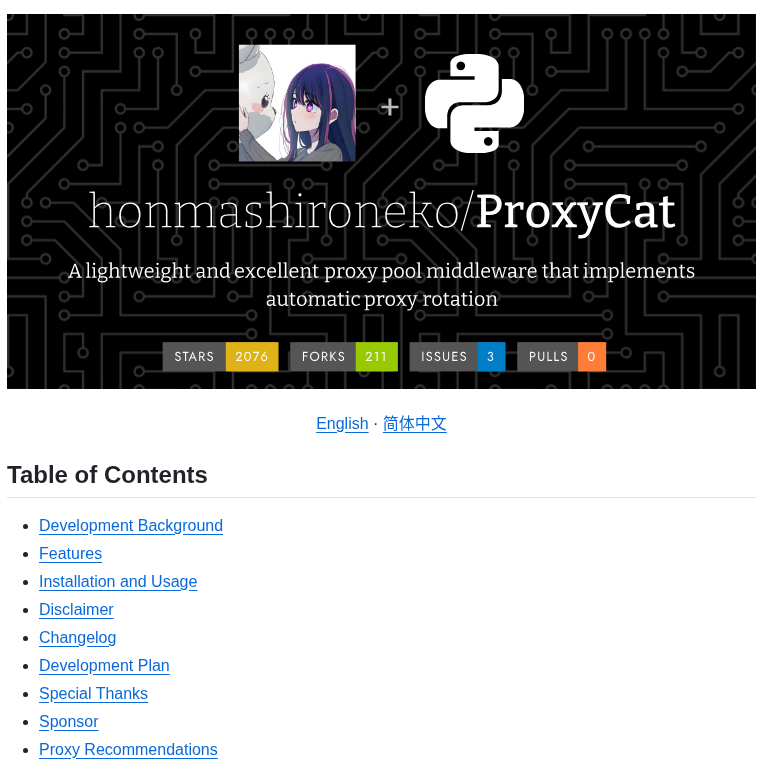 honmashironeko/ProxyCat
A lightweight and excellent proxy pool middleware that implements
automatic proxy rotation
STARS 2076 FORKS 211 ISSUES 3 PULLS 0
English · 简体中文
Table of Contents
Development Background
Features
Installation and Usage
Disclaimer
Changelog
Development Plan
Special Thanks
Sponsor
Proxy Recommendations